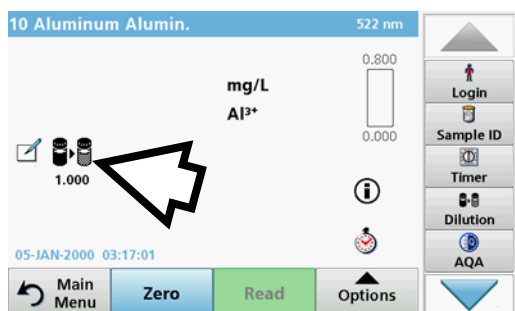 10 Aluminum Alumin.
522 nm
0.800
mg/L
Al³⁺
0.000
1.000
05-JAN-2000 03:17:01
Main
Menu
Zero
Read
Options
Login
Sample ID
Timer
Dilution
AQA